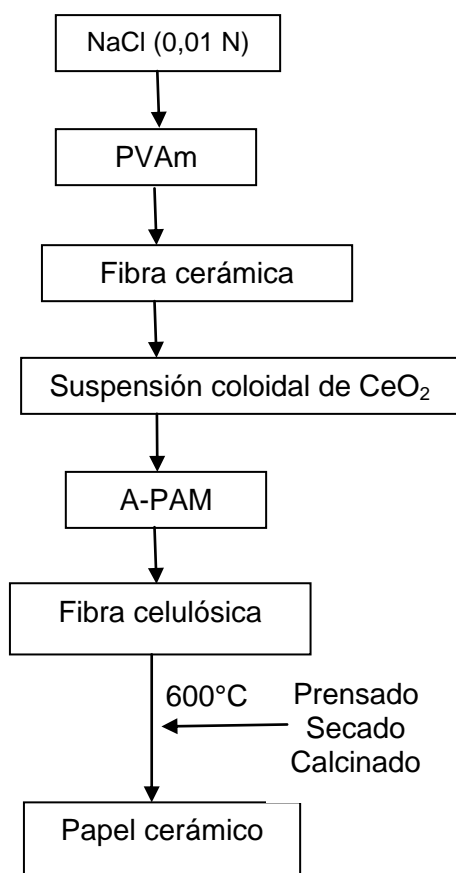 NaCl (0,01 N)
PVAm
Fibra cerámica
Suspensión coloidal de CeO₂
A-PAM
Fibra celulósica
600°C
Prensado
Secado
Calcinado
Papel cerámico